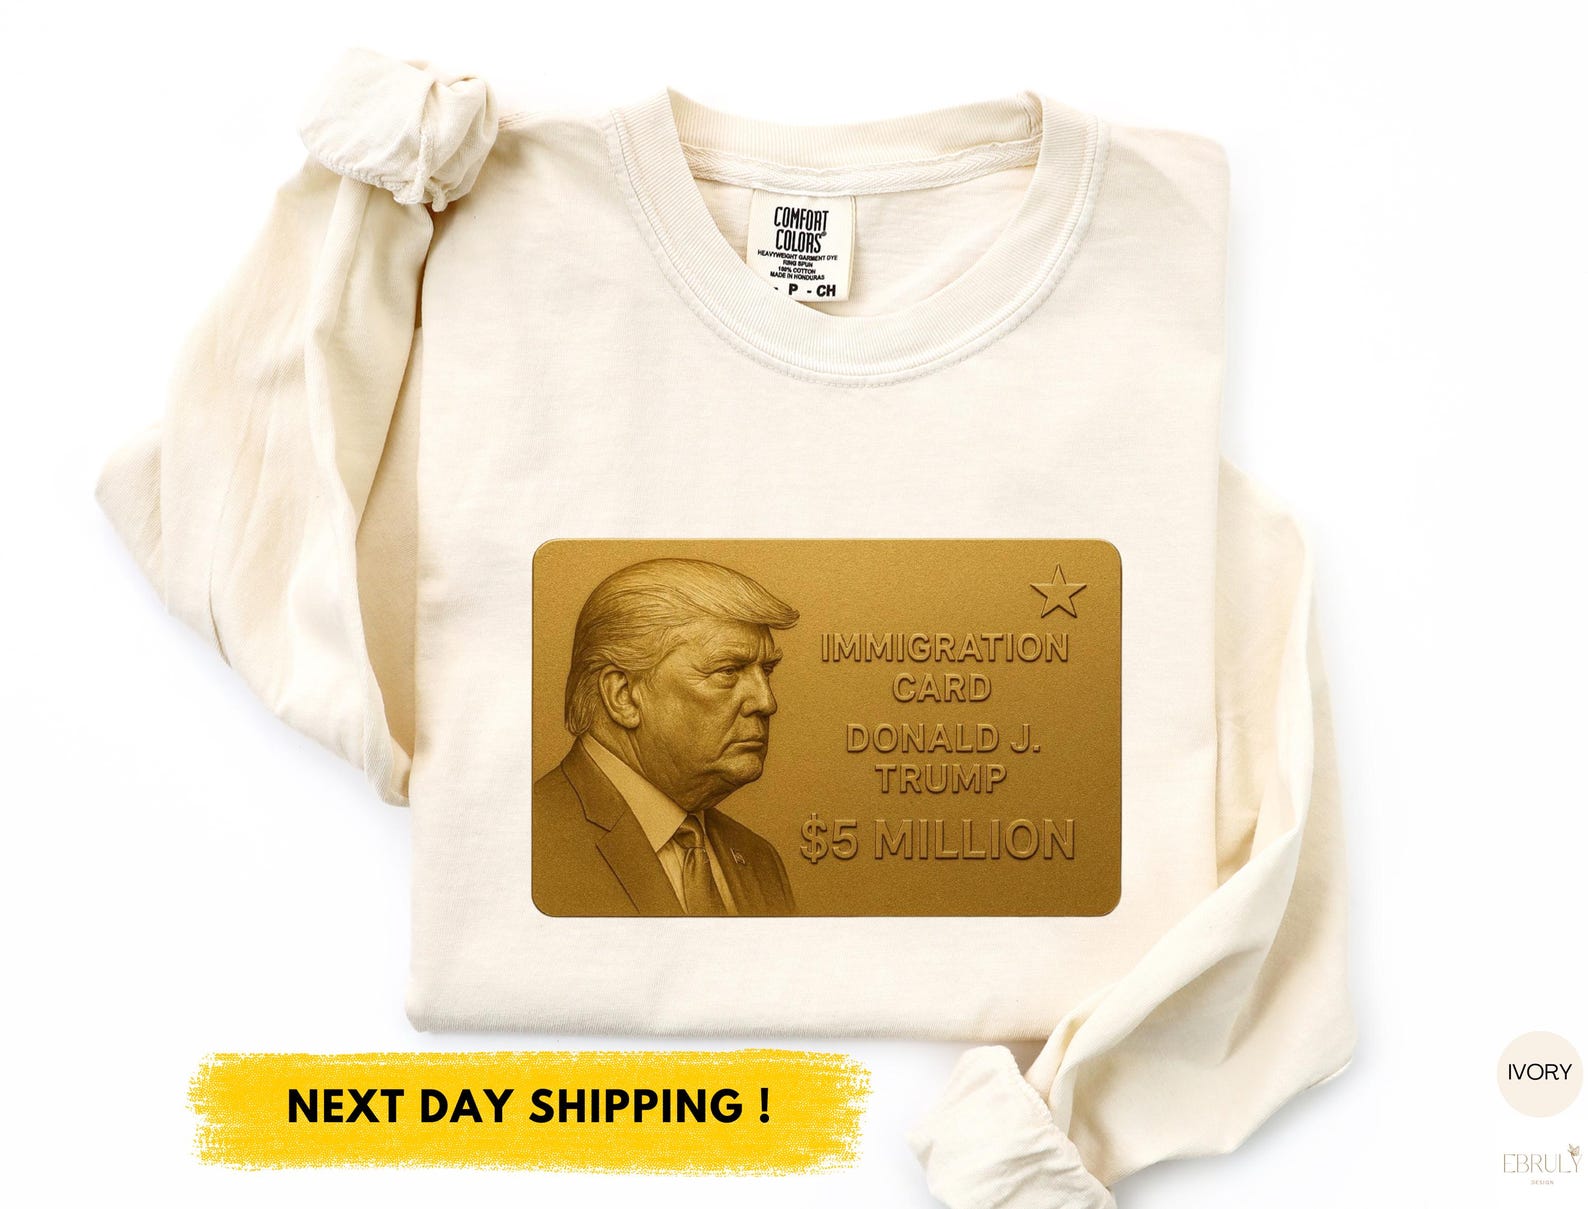 COMFORT
COLORS®
HEAVYWEIGHT GARMENT DYE
RING SPUN
100% COTTON
MADE IN HONDURAS
P - CH
IMMIGRATION
CARD
DONALD J.
TRUMP
$5 MILLION
NEXT DAY SHIPPING !
IVORY
EBRULY
DESIGN